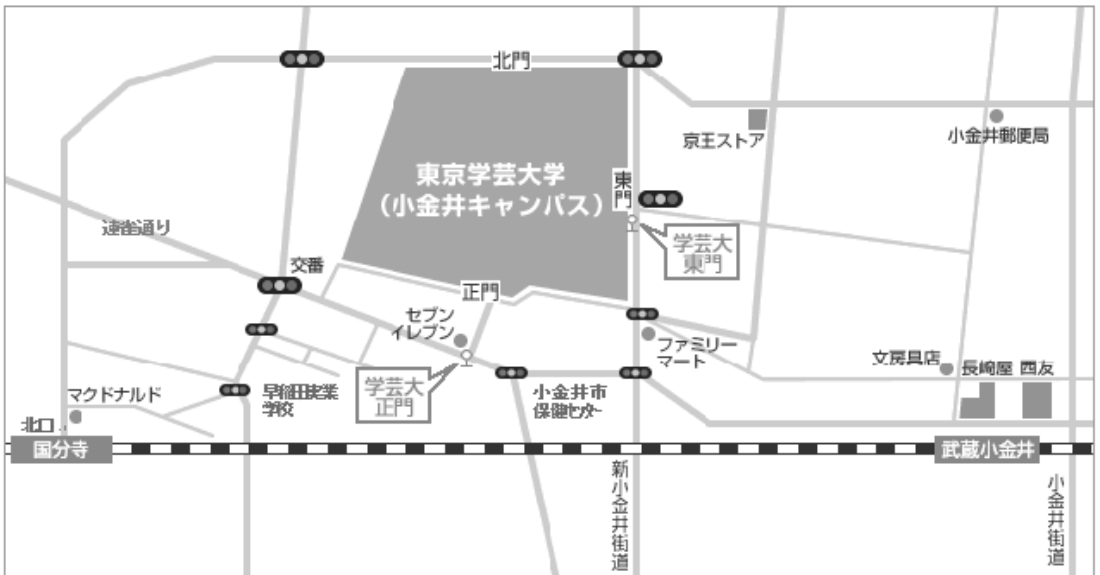 北門
京王ストア
小金井郵便局
東京学芸大学
(小金井キャンパス)
東門
連雀通り
学芸大
東門
交番
正門
セブン
イレブン
ファミリー
マート
文房具店
長崎屋
西友
マクドナルド
早稲田実業
学校
学芸大
正門
小金井市
保健センター
北口
国分寺
武蔵小金井
新小金井街道
小金井街道